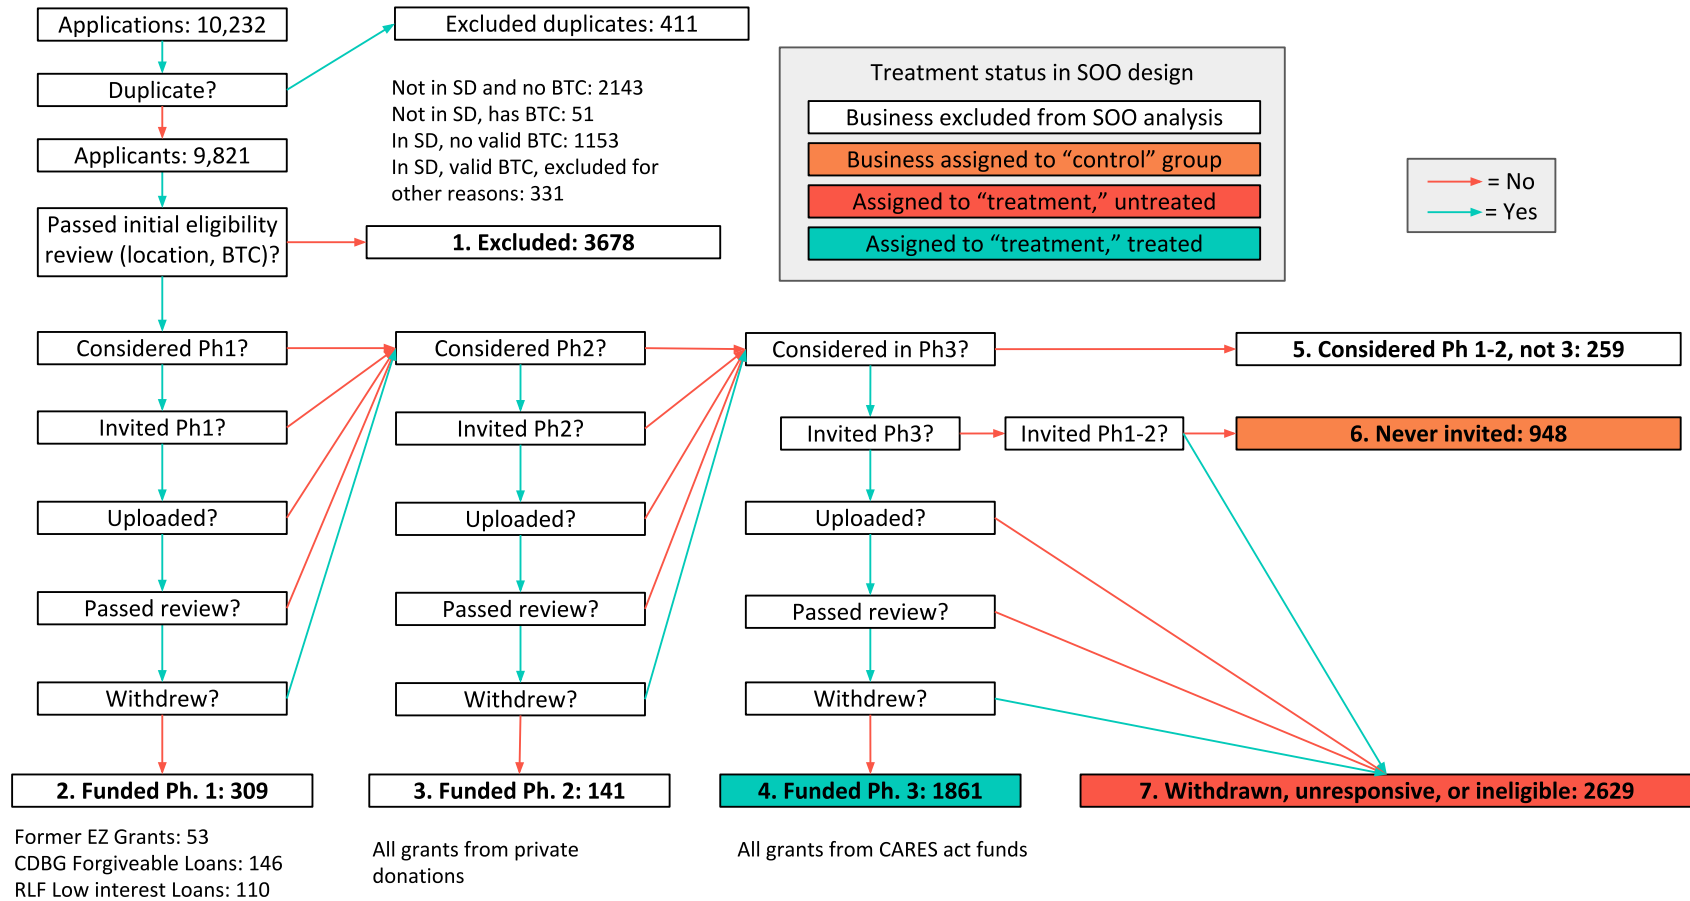 Applications: 10,232
Excluded duplicates: 411
Duplicate?
Applicants: 9,821
Not in SD and no BTC: 2143
Not in SD, has BTC: 51
In SD, no valid BTC: 1153
In SD, valid BTC, excluded for
other reasons: 331
Passed initial eligibility
review (location, BTC)?
1. Excluded: 3678
Treatment status in SOO design
Business excluded from SOO analysis
Business assigned to “control” group
Assigned to “treatment,” untreated
Assigned to “treatment,” treated
= No
= Yes
Considered Ph1?
Considered Ph2?
Considered in Ph3?
5. Considered Ph 1-2, not 3: 259
Invited Ph1?
Invited Ph2?
Invited Ph3?
Invited Ph1-2?
6. Never invited: 948
Uploaded?
Uploaded?
Uploaded?
Passed review?
Passed review?
Passed review?
Withdrew?
Withdrew?
Withdrew?
2. Funded Ph. 1: 309
3. Funded Ph. 2: 141
4. Funded Ph. 3: 1861
7. Withdrawn, unresponsive, or ineligible: 2629
Former EZ Grants: 53
CDBG Forgiveable Loans: 146
RLF Low interest Loans: 110
All grants from private
donations
All grants from CARES act funds